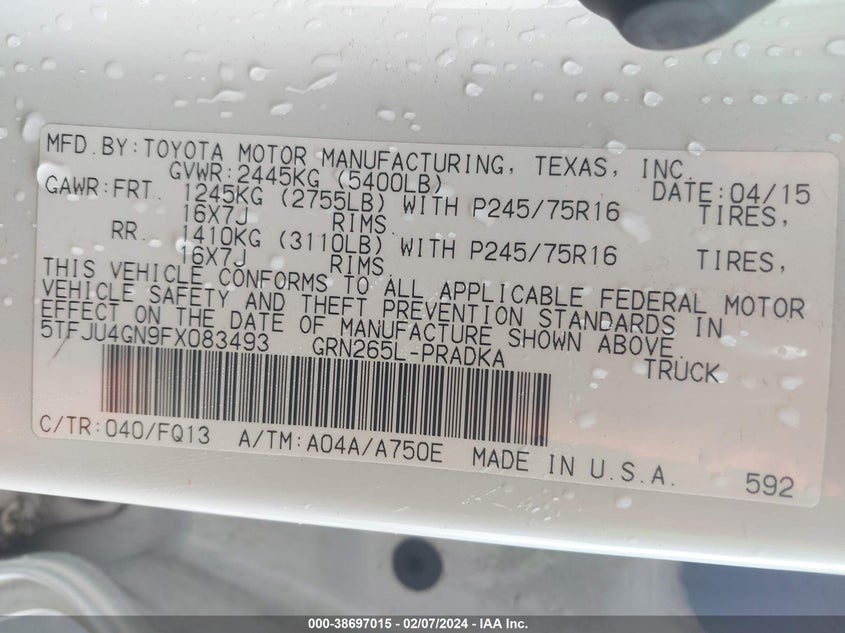 MFD. BY: TOYOTA MOTOR MANUFACTURING, TEXAS, INC.
GVWR: 2445KG (5400LB) DATE: 04/15
GAWR: FRT. 1245KG (2755LB) WITH P245/75R16 TIRES,
16X7J RIMS.
RR. 1410KG (3110LB) WITH P245/75R16 TIRES,
16X7J RIMS
THIS VEHICLE CONFORMS TO ALL APPLICABLE FEDERAL MOTOR
VEHICLE SAFETY AND THEFT PREVENTION STANDARDS IN
EFFECT ON THE DATE OF MANUFACTURE SHOWN ABOVE.
5TFJU4GN9FX083493 GRN265L-PRADKA TRUCK
C/TR: 040/FQ13 A/TM: A04A/A750E MADE IN U.S.A. 592
000-38697015 - 02/07/2024 - IAA Inc.